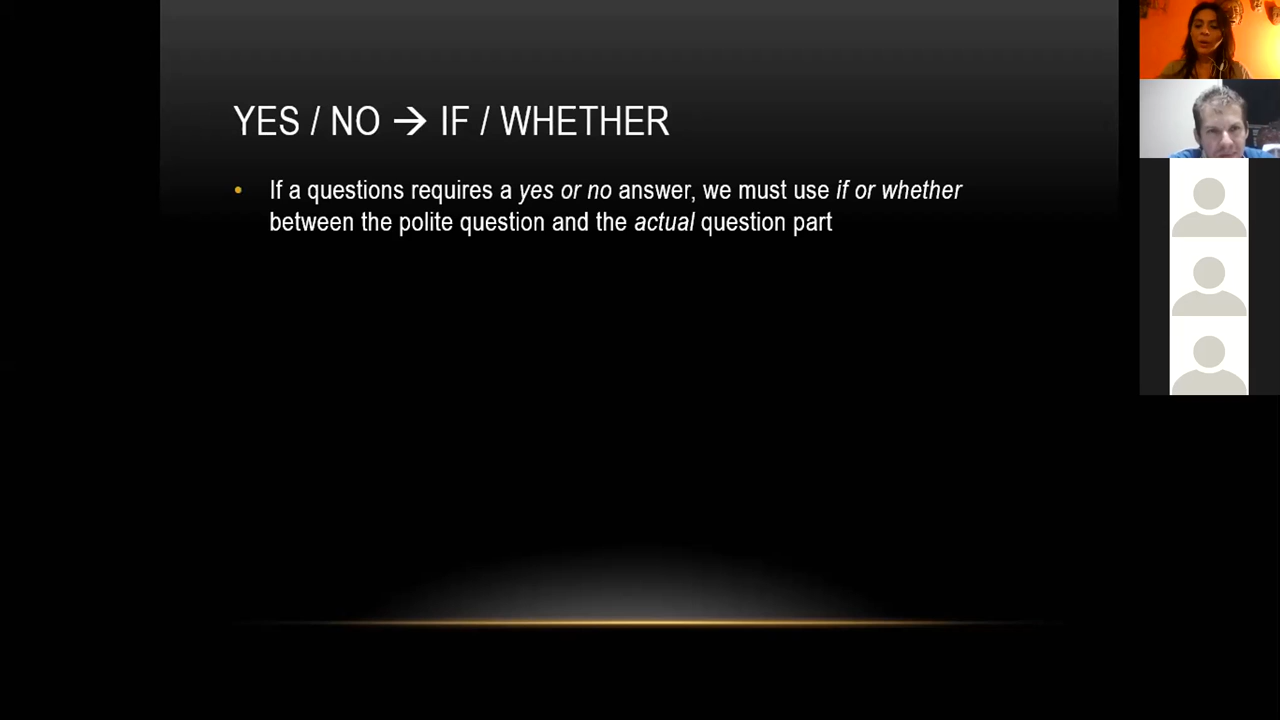 YES / NO → IF / WHETHER
• If a questions requires a yes or no answer, we must use if or whether
between the polite question and the actual question part